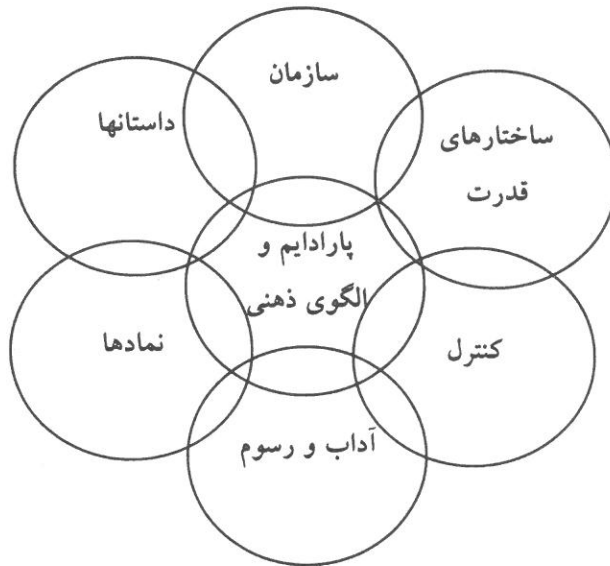 سازمان
داستانها
ساختارهای
قدرت
پارادایم و
الگوی ذهنی
نمادها
کنترل
آداب و رسوم